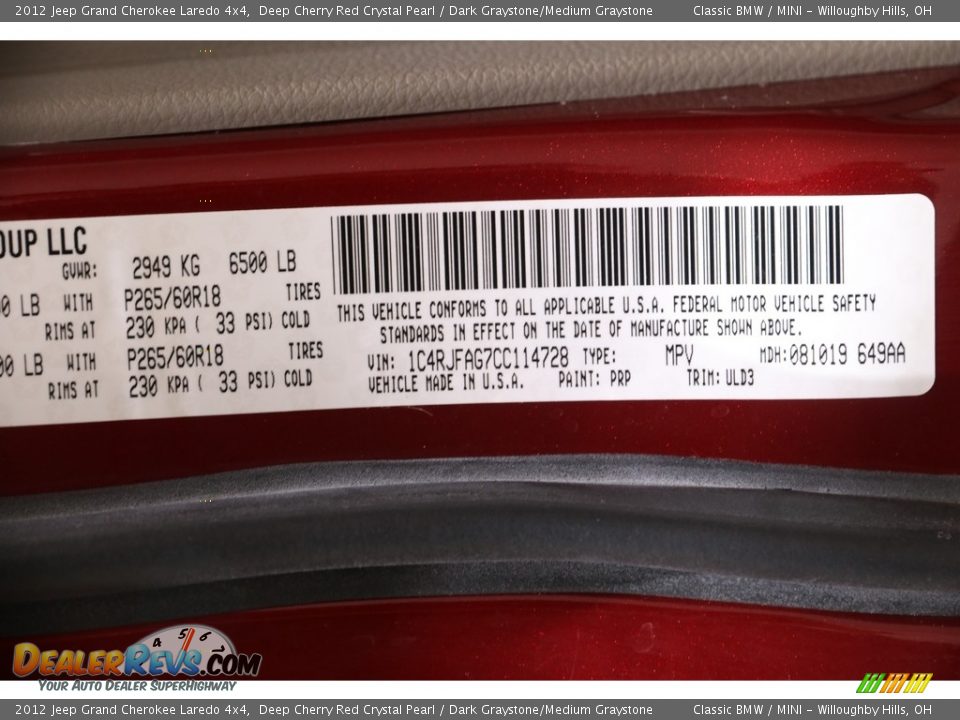 2012 Jeep Grand Cherokee Laredo 4x4, Deep Cherry Red Crystal Pearl / Dark Graystone/Medium Graystone Classic BMW / MINI - Willoughby Hills, OH
OUP LLC
GVWR: 2949 KG 6500 LB
0 LB WITH P265/60R18 TIRES
RIMS AT 230 KPA ( 33 PSI) COLD
00 LB WITH P265/60R18 TIRES
RIMS AT 230 KPA ( 33 PSI) COLD
THIS VEHICLE CONFORMS TO ALL APPLICABLE U.S.A. FEDERAL MOTOR VEHICLE SAFETY
STANDARDS IN EFFECT ON THE DATE OF MANUFACTURE SHOWN ABOVE.
VIN: 1C4RJFAG7CC114728 TYPE: MPV MDH: 081019 649AA
VEHICLE MADE IN U.S.A. PAINT: PRP TRIM: ULD3
4 5 6
DEALERREVS.COM
YOUR AUTO DEALER SUPERHIGHWAY
2012 Jeep Grand Cherokee Laredo 4x4, Deep Cherry Red Crystal Pearl / Dark Graystone/Medium Graystone Classic BMW / MINI - Willoughby Hills, OH